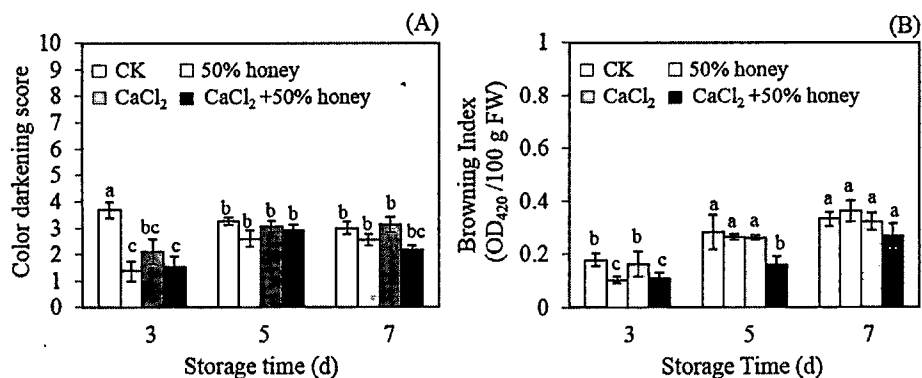 (A)
Color darkening score
10
9
8
7
6
5
4
3
2
1
0
CK 50% honey
CaCl₂ CaCl₂ +50% honey
a c bc c
b b b b
b b b bc
3 5 7
Storage time (d)
(B)
Browning Index
(OD₄₂₀ /100 g FW)
1
0.8
0.6
0.4
0.2
0
CK 50% honey
CaCl₂ CaCl₂ +50% honey
b c b c
a a a b
a a a a
3 5 7
Storage Time (d)